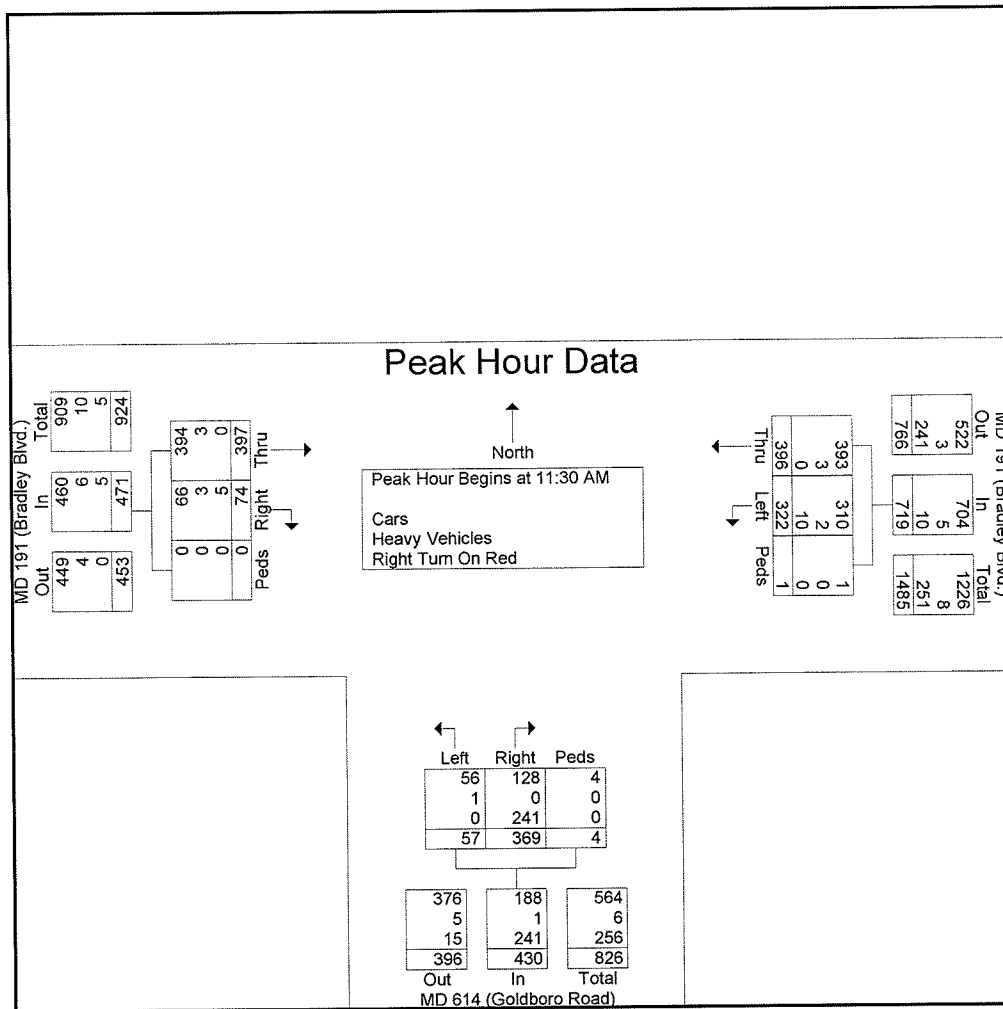 Peak Hour Data
North
Peak Hour Begins at 11:30 AM
Cars
Heavy Vehicles
Right Turn On Red
MD 191 (Bradley Blvd.)
Out In Total
449 460 909
4 6 10
0 5 5
453 471 924
Peds Right Thru
0 66 394
0 3 3
0 5 0
0 74 397
MD 191 (Bradley Blvd.)
Out In Total
522 704 1226
3 5 8
241 10 251
766 719 1485
393 310 1
3 2 0
0 10 0
396 322 1
Thru Left Peds
Left Right Peds
56 128 4
1 0 0
0 241 0
57 369 4
376 188 564
5 1 6
15 241 256
396 430 826
Out In Total
MD 614 (Goldboro Road)